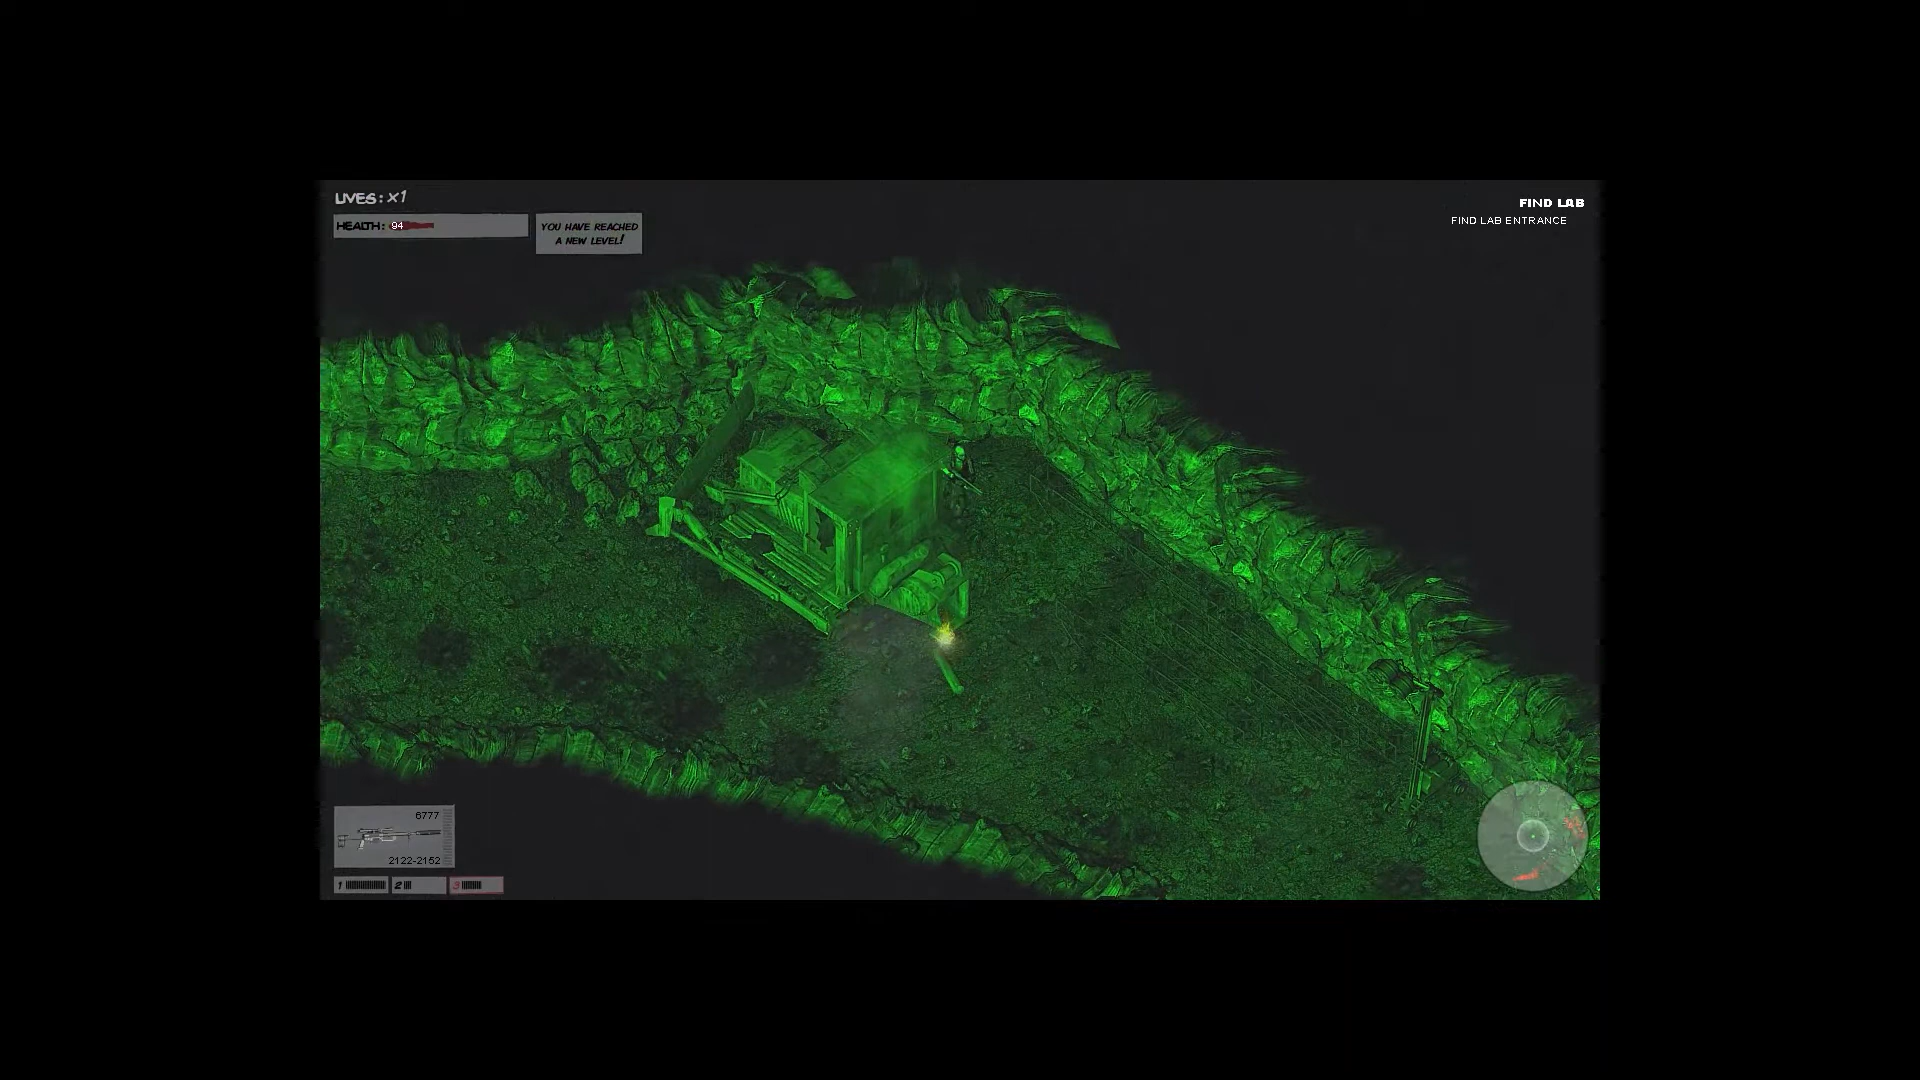 LIVES: X1
HEALTH: 94
YOU HAVE REACHED
A NEW LEVEL!
FIND LAB
FIND LAB ENTRANCE
6777
2122-2152
1 2 3